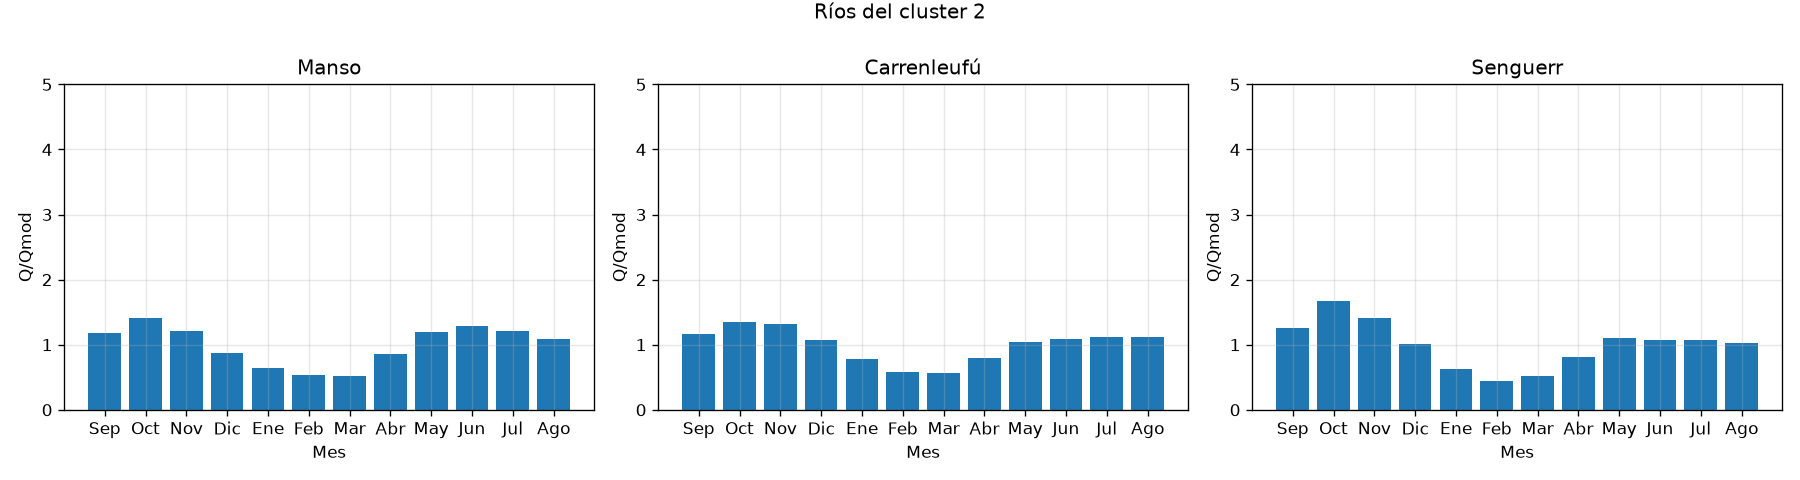 Ríos del cluster 2
Manso
5
4
3
2
1
0
Q/Qmod
Sep Oct Nov Dic Ene Feb Mar Abr May Jun Jul Ago
Mes
Carrenleufú
5
4
3
2
1
0
Q/Qmod
Sep Oct Nov Dic Ene Feb Mar Abr May Jun Jul Ago
Mes
Senguerr
5
4
3
2
1
0
Q/Qmod
Sep Oct Nov Dic Ene Feb Mar Abr May Jun Jul Ago
Mes